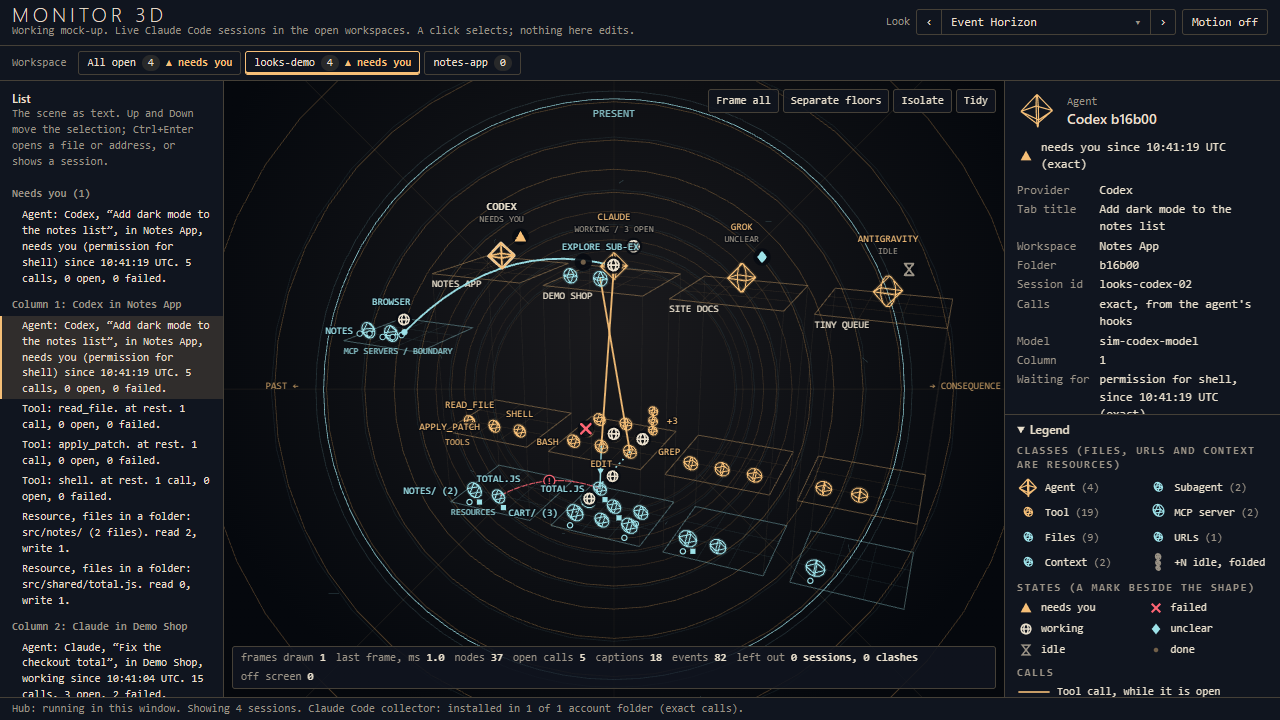 MONITOR 3D
Working mock-up. Live Claude Code sessions in the open workspaces. A click selects; nothing here edits.
Look
Event Horizon
Motion off
Workspace
All open 4 ▲ needs you
looks-demo 4 ▲ needs you
notes-app 0
List
The scene as text. Up and Down
move the selection; Ctrl+Enter
opens a file or address, or
shows a session.
Needs you (1)
Agent: Codex, “Add dark mode to
the notes list”, in Notes App,
needs you (permission for
shell) since 10:41:19 UTC. 5
calls, 0 open, 0 failed.
Column 1: Codex in Notes App
Agent: Codex, “Add dark mode to
the notes list”, in Notes App,
needs you (permission for
shell) since 10:41:19 UTC. 5
calls, 0 open, 0 failed.
Tool: read_file. at rest. 1
call, 0 open, 0 failed.
Tool: apply_patch. at rest. 1
call, 0 open, 0 failed.
Tool: shell. at rest. 1 call, 0
open, 0 failed.
Resource, files in a folder:
src/notes/ (2 files). read 2,
write 1.
Resource, files in a folder:
src/shared/total.js. read 0,
write 1.
Column 2: Claude in Demo Shop
Agent: Claude, “Fix the
checkout total”, in Demo Shop,
working since 10:41:04 UTC. 15
calls, 3 open, 2 failed.
Frame all
Separate floors
Isolate
Tidy
PRESENT
CODEX
NEEDS YOU
CLAUDE
WORKING / 3 OPEN
EXPLORE SUB-EX
GROK
UNCLEAR
ANTIGRAVITY
IDLE
NOTES APP
DEMO SHOP
SITE DOCS
TINY QUEUE
BROWSER
NOTES
MCP SERVERS / BOUNDARY
PAST ←
→ CONSEQUENCE
READ_FILE
SHELL
APPLY_PATCH
TOOLS
BASH
+3
GREP
EDIT
TOTAL.JS
NOTES/ (2)
TOTAL.JS
RESOURCES
CART/ (3)
frames drawn 1 last frame, ms 1.0 nodes 37 open calls 5 captions 18 events 82 left out 0 sessions, 0 clashes
off screen 0
Agent
Codex b16b00
needs you since 10:41:19 UTC
(exact)
Provider Codex
Tab title Add dark mode to the
notes list
Workspace Notes App
Folder b16b00
Session id looks-codex-02
Calls exact, from the agent's
hooks
Model sim-codex-model
Column 1
Waiting for permission for shell,
since 10:41:19 UTC
(exact)
▼ Legend
CLASSES (FILES, URLS AND CONTEXT
ARE RESOURCES)
Agent (4)
Subagent (2)
Tool (19)
MCP server (2)
Files (9)
URLs (1)
Context (2)
+N idle, folded
STATES (A MARK BESIDE THE SHAPE)
needs you
failed
working
unclear
idle
done
CALLS
Tool call, while it is open
Hub: running in this window. Showing 4 sessions. Claude Code collector: installed in 1 of 1 account folder (exact calls).